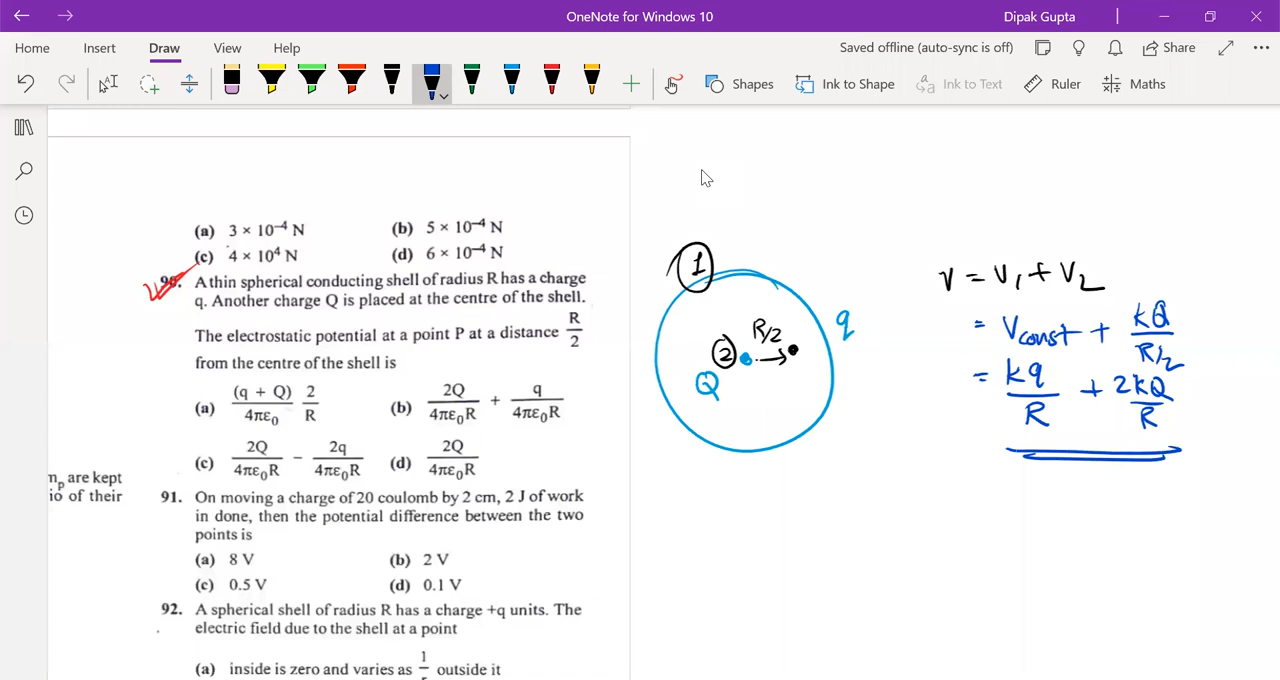 OneNote for Windows 10
Dipak Gupta
Home Insert Draw View Help
Saved offline (auto-sync is off)
Share
Shapes
Ink to Shape
Ink to Text
Ruler
Maths
(a) 3 × 10⁻⁴ N (b) 5 × 10⁻⁴ N
(c) 4 × 10⁴ N (d) 6 × 10⁻⁴ N
90. A thin spherical conducting shell of radius R has a charge
q. Another charge Q is placed at the centre of the shell.
The electrostatic potential at a point P at a distance R/2
from the centre of the shell is
(a) (q + Q)/4πε₀ 2/R (b) 2Q/4πε₀R + q/4πε₀R
(c) 2Q/4πε₀R − 2q/4πε₀R (d) 2Q/4πε₀R
mₚ are kept
io of their
91. On moving a charge of 20 coulomb by 2 cm, 2 J of work
in done, then the potential difference between the two
points is
(a) 8 V (b) 2 V
(c) 0.5 V (d) 0.1 V
92. A spherical shell of radius R has a charge +q units. The
electric field due to the shell at a point
(a) inside is zero and varies as 1/ outside it
1
q
R/2
2
Q
V = V₁ + V₂
= Vconst + kQ/R/2
= kq/R + 2kQ/R